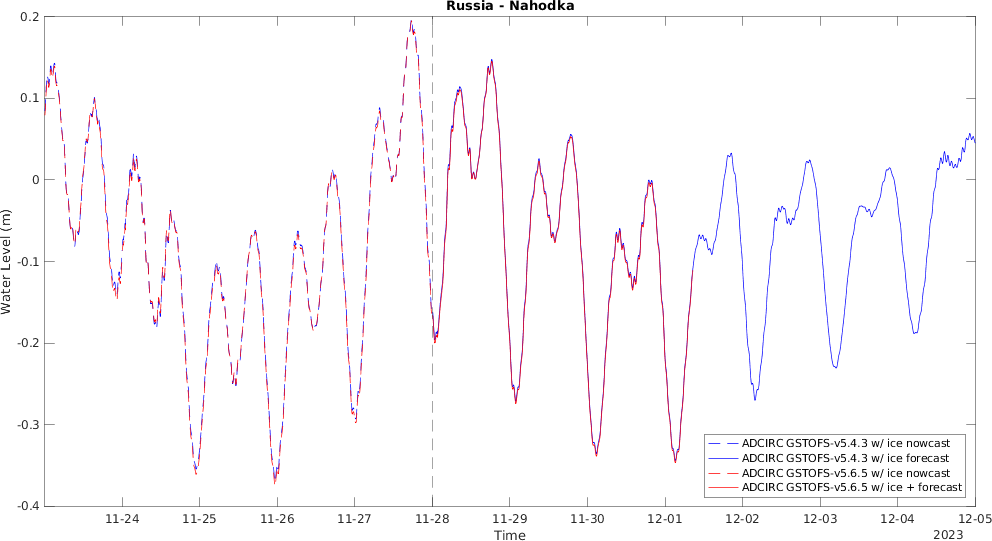 Russia - Nahodka
Water Level (m)
0.2
0.1
0
-0.1
-0.2
-0.3
-0.4
ADCIRC GSTOFS-v5.4.3 w/ ice nowcast
ADCIRC GSTOFS-v5.4.3 w/ ice forecast
ADCIRC GSTOFS-v5.6.5 w/ ice nowcast
ADCIRC GSTOFS-v5.6.5 w/ ice + forecast
11-24 11-25 11-26 11-27 11-28 11-29 11-30 12-01 12-02 12-03 12-04 12-05
Time
2023